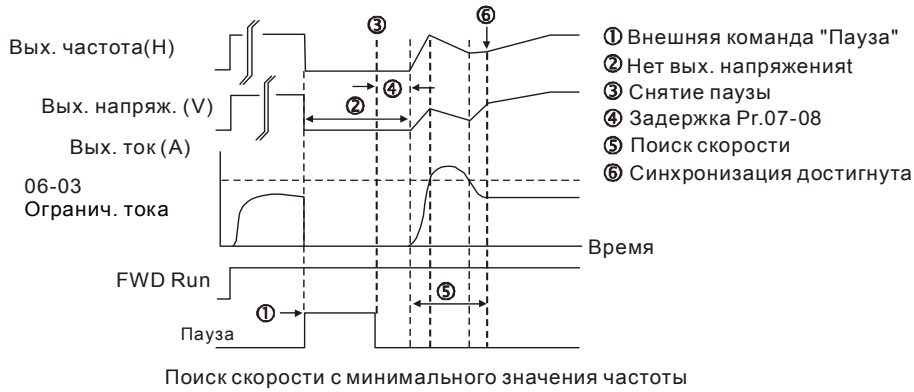 ③
⑥
Вых. частота(H)
① Внешняя команда "Пауза"
② Нет вых. напряженияt
④
③ Снятие паузы
Вых. напряж. (V)
②
④ Задержка Pr.07-08
Вых. ток (A)
⑤ Поиск скорости
⑥ Синхронизация достигнута
06-03
Огранич. тока
Время
FWD Run
⑤
①
Пауза
Поиск скорости с минимального значения частоты